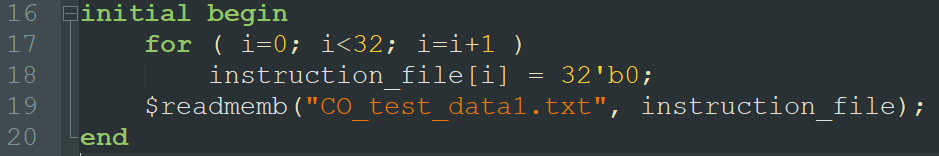 16 initial begin
17 for ( i=0; i<32; i=i+1 )
18 instruction_file[i] = 32'b0;
19 $readmemb("CO_test_data1.txt", instruction_file);
20 end